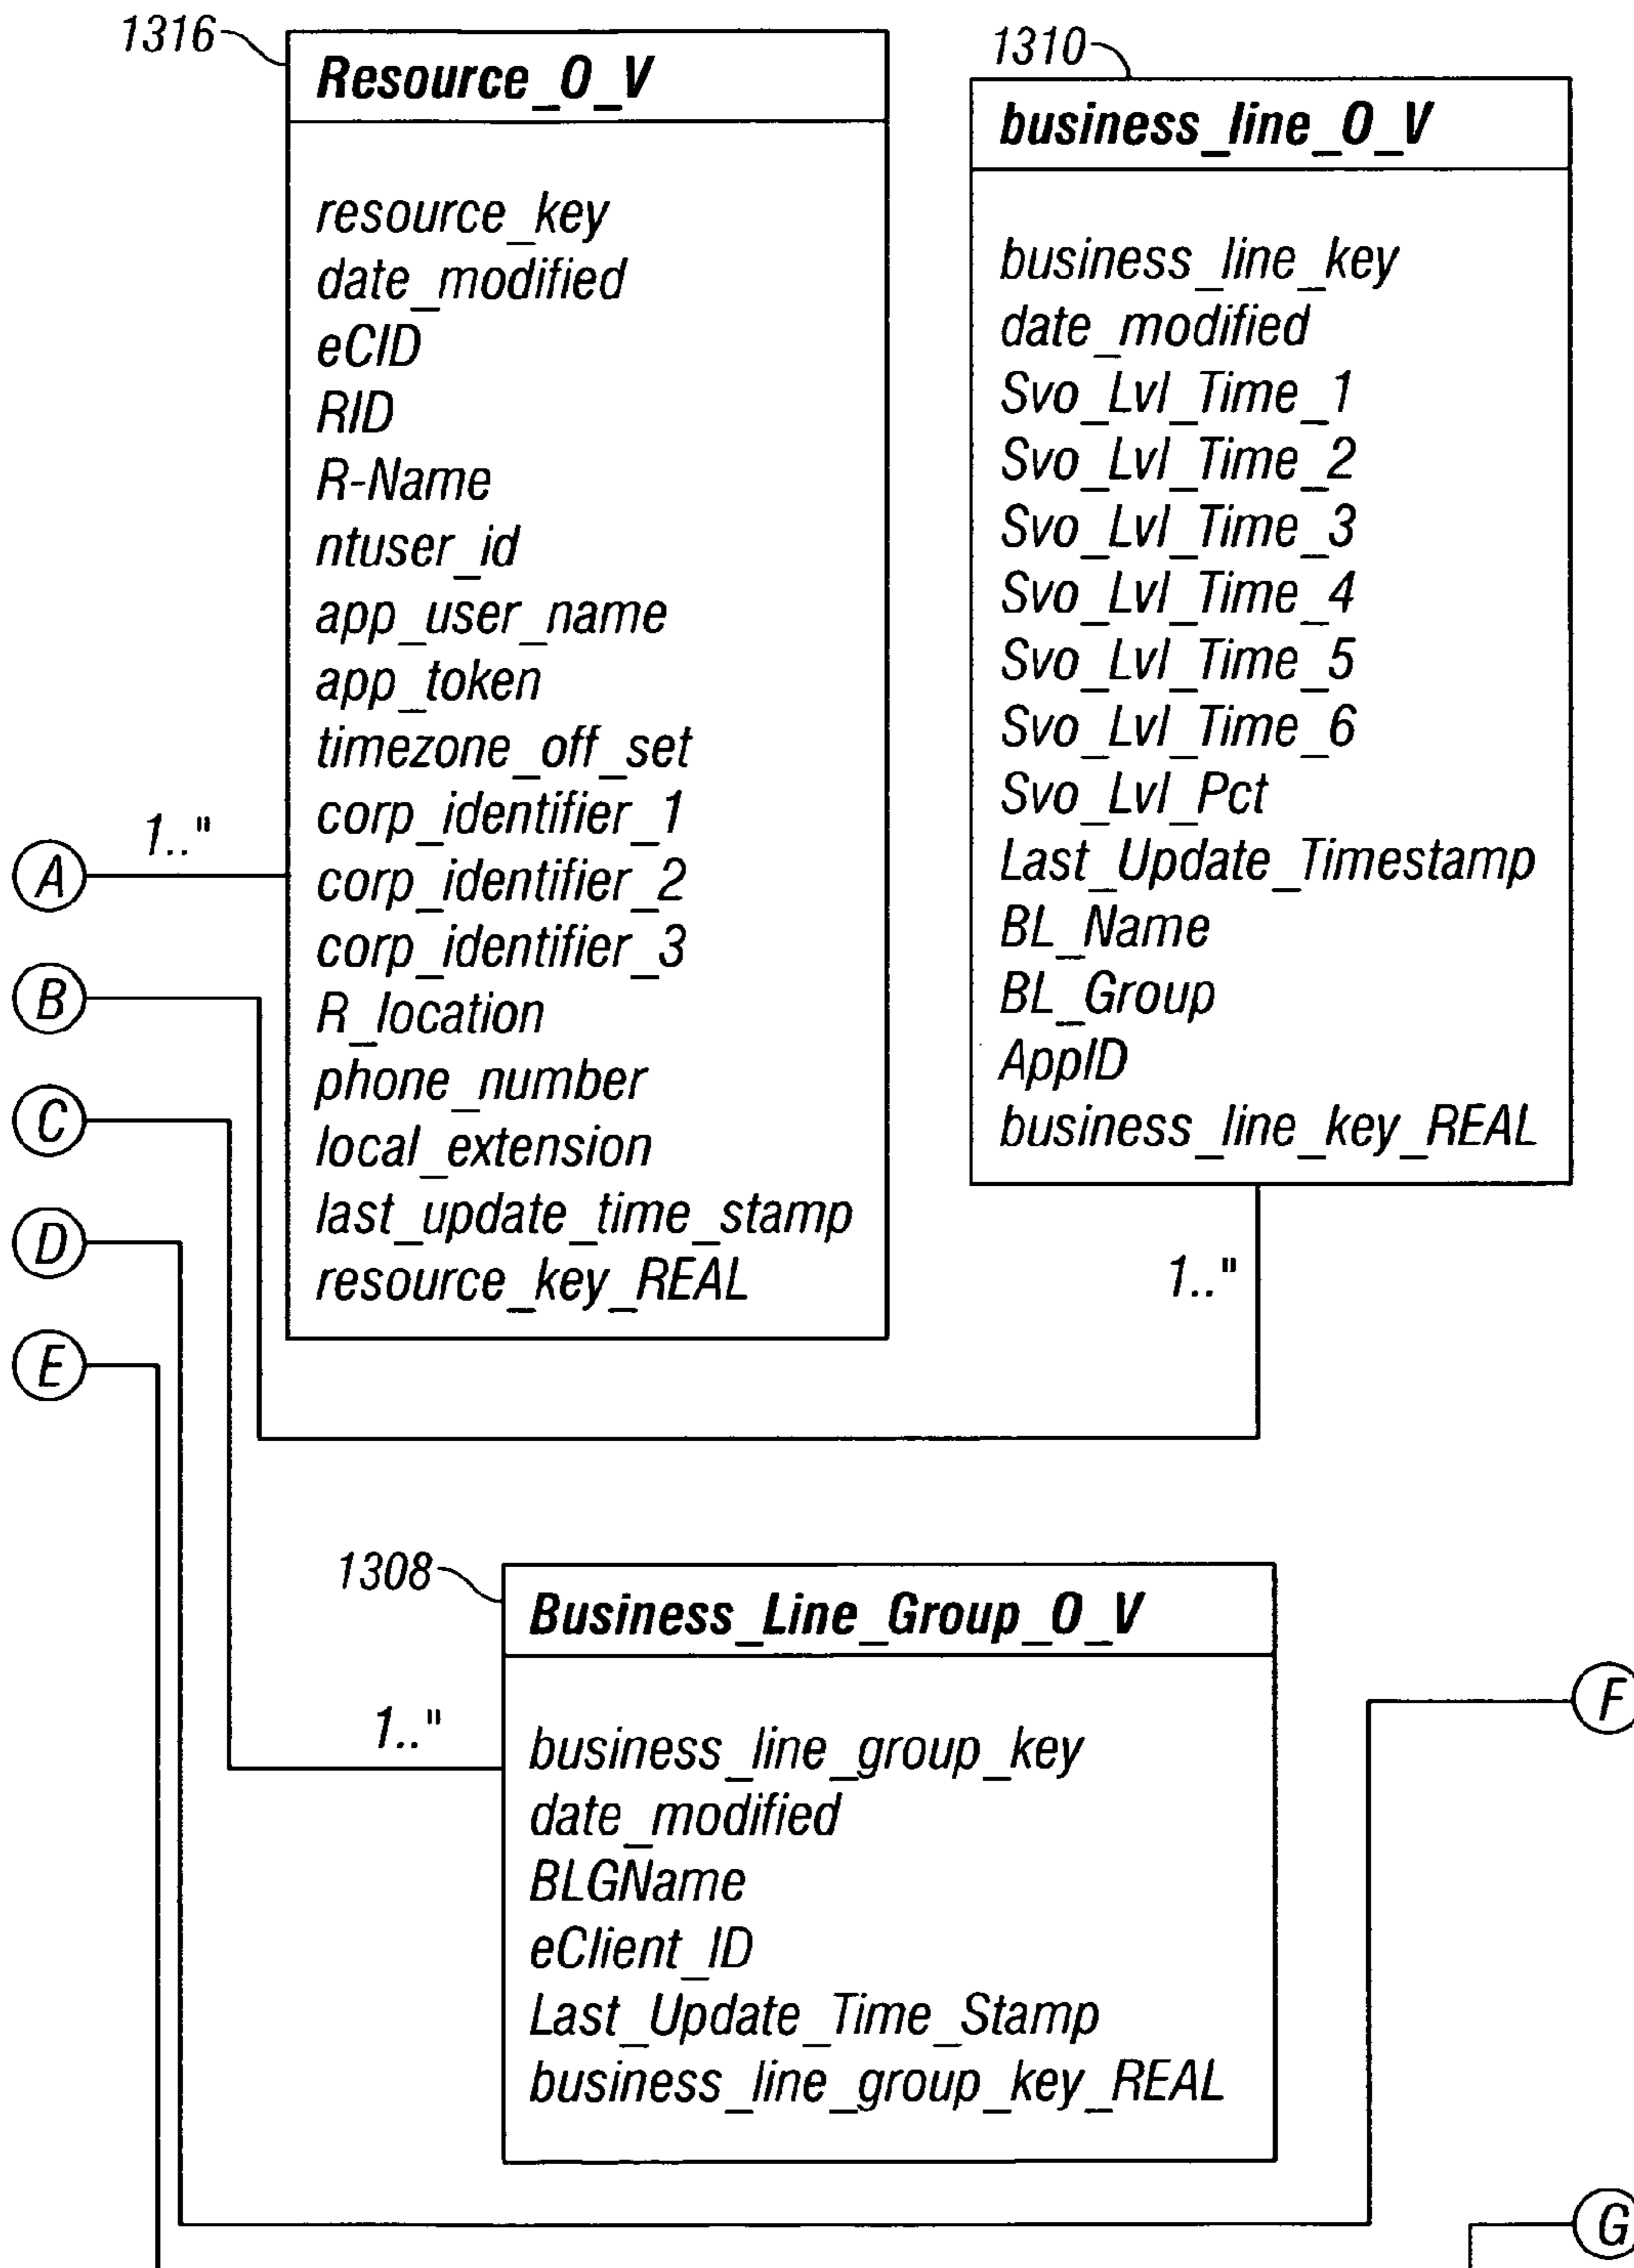 1316
Resource_O_V
resource_key
date_modified
eCID
RID
R-Name
ntuser_id
app_user_name
app_token
timezone_off_set
corp_identifier_1
corp_identifier_2
corp_identifier_3
R_location
phone_number
local_extension
last_update_time_stamp
resource_key_REAL
1310
business_line_O_V
business_line_key
date_modified
Svo_Lvl_Time_1
Svo_Lvl_Time_2
Svo_Lvl_Time_3
Svo_Lvl_Time_4
Svo_Lvl_Time_5
Svo_Lvl_Time_6
Svo_Lvl_Pct
Last_Update_Timestamp
BL_Name
BL_Group
AppID
business_line_key_REAL
A
1.."
B
C
D
E
1.."
1308
Business_Line_Group_O_V
1.."
business_line_group_key
date_modified
BLGName
eClient_ID
Last_Update_Time_Stamp
business_line_group_key_REAL
F
G